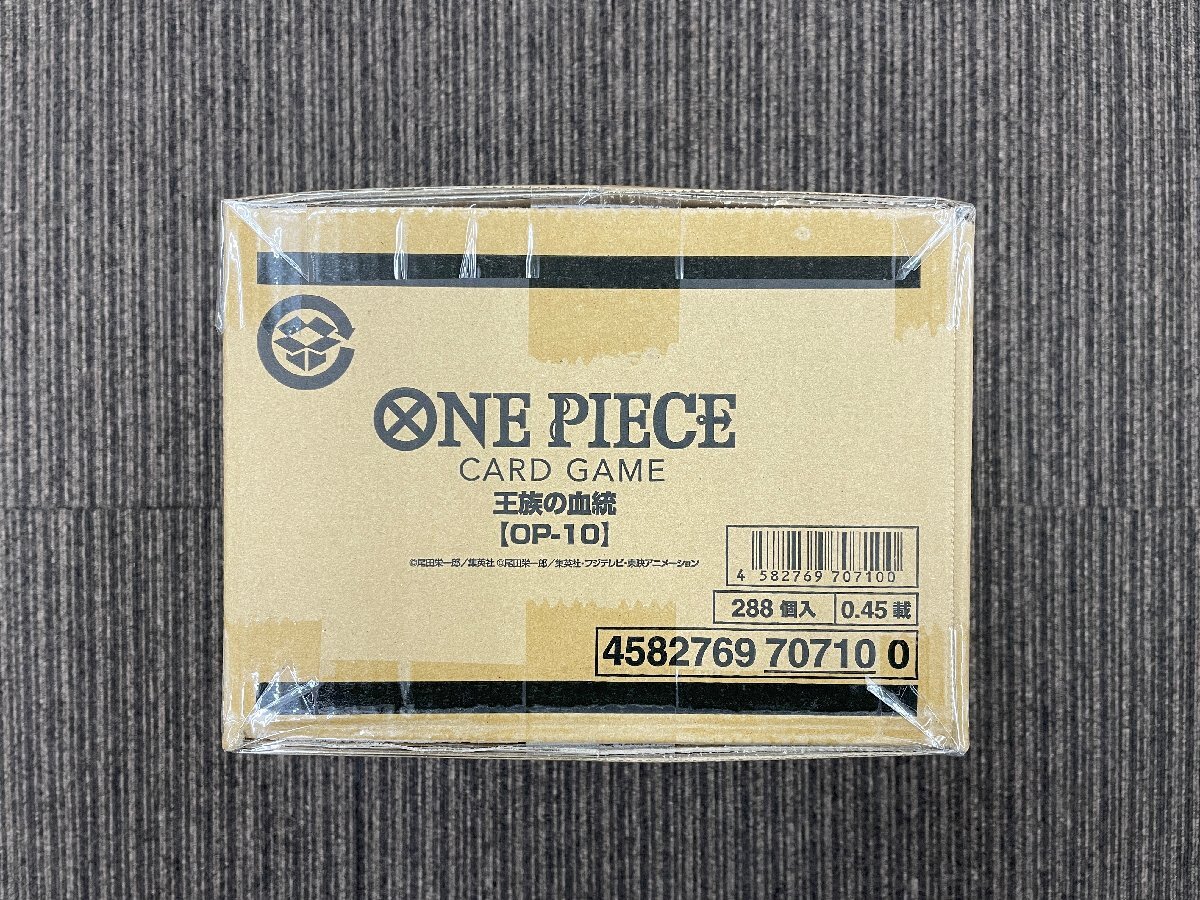 ONE PIECE
CARD GAME
王族の血統
【OP-10】
©尾田栄一郎／集英社 ©尾田栄一郎／集英社・フジテレビ・東映アニメーション
4 582769 707100
288 個入 0.45 載
4582769 70710 0